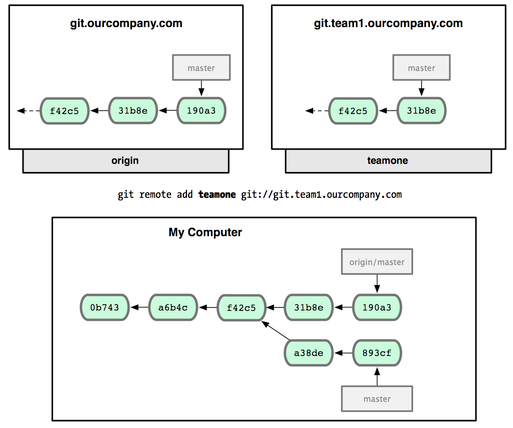 git.ourcompany.com
master
f42c5 31b8e 190a3
origin
git.team1.ourcompany.com
master
f42c5 31b8e
teamone
git remote add teamone git://git.team1.ourcompany.com
My Computer
origin/master
0b743 a6b4c f42c5 31b8e 190a3
a38de 893cf
master